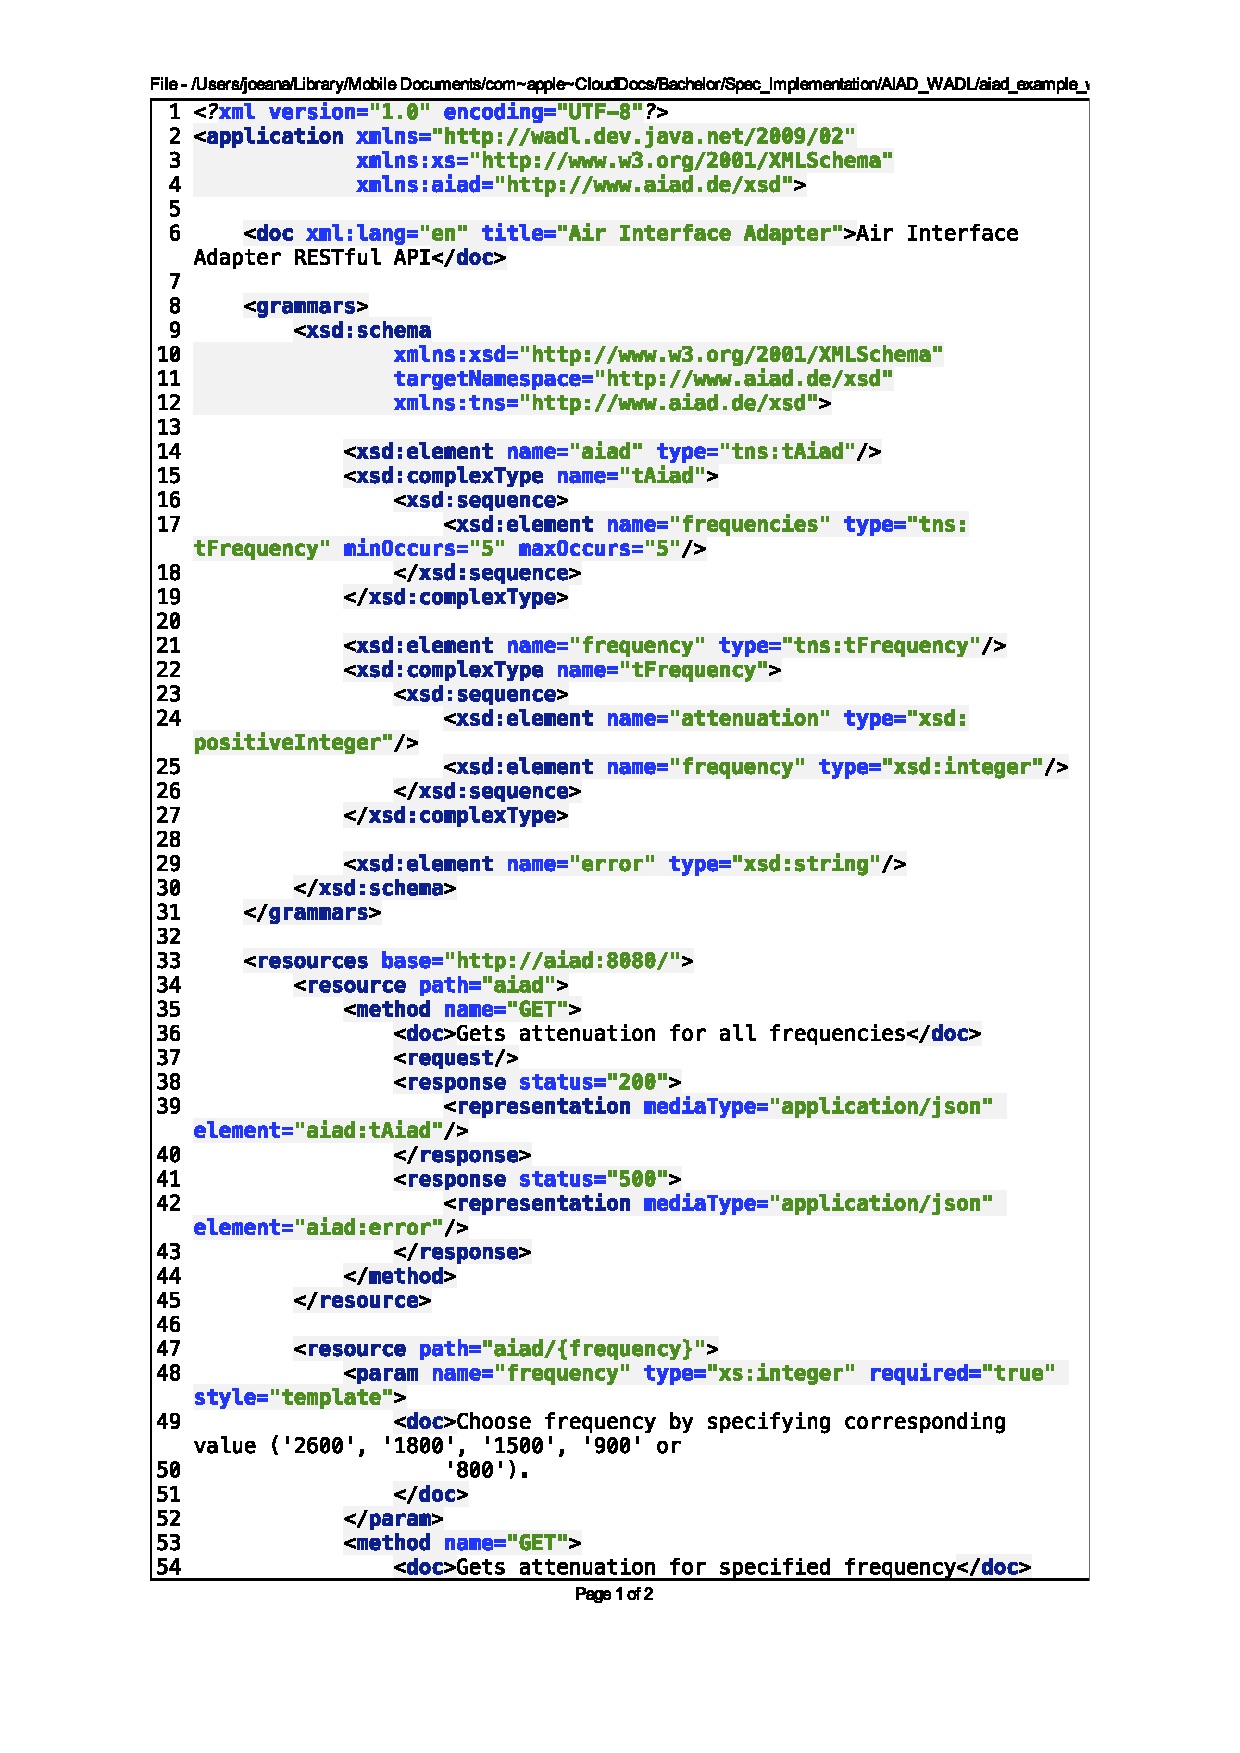 File - /Users/joeana/Library/Mobile Documents/com~apple~CloudDocs/Bachelor/Spec_Implementation/AIAD_WADL/aiad_example_
1 <?xml version="1.0" encoding="UTF-8"?>
2 <application xmlns="http://wadl.dev.java.net/2009/02"
3 xmlns:xs="http://www.w3.org/2001/XMLSchema"
4 xmlns:aiad="http://www.aiad.de/xsd">
5
6 <doc xml:lang="en" title="Air Interface Adapter">Air Interface
Adapter RESTful API</doc>
7
8 <grammars>
9 <xsd:schema
10 xmlns:xsd="http://www.w3.org/2001/XMLSchema"
11 targetNamespace="http://www.aiad.de/xsd"
12 xmlns:tns="http://www.aiad.de/xsd">
13
14 <xsd:element name="aiad" type="tns:tAiad"/>
15 <xsd:complexType name="tAiad">
16 <xsd:sequence>
17 <xsd:element name="frequencies" type="tns:
tFrequency" minOccurs="5" maxOccurs="5"/>
18 </xsd:sequence>
19 </xsd:complexType>
20
21 <xsd:element name="frequency" type="tns:tFrequency"/>
22 <xsd:complexType name="tFrequency">
23 <xsd:sequence>
24 <xsd:element name="attenuation" type="xsd:
positiveInteger"/>
25 <xsd:element name="frequency" type="xsd:integer"/>
26 </xsd:sequence>
27 </xsd:complexType>
28
29 <xsd:element name="error" type="xsd:string"/>
30 </xsd:schema>
31 </grammars>
32
33 <resources base="http://aiad:8080/">
34 <resource path="aiad">
35 <method name="GET">
36 <doc>Gets attenuation for all frequencies</doc>
37 <request/>
38 <response status="200">
39 <representation mediaType="application/json"
element="aiad:tAiad"/>
40 </response>
41 <response status="500">
42 <representation mediaType="application/json"
element="aiad:error"/>
43 </response>
44 </method>
45 </resource>
46
47 <resource path="aiad/{frequency}">
48 <param name="frequency" type="xs:integer" required="true"
style="template">
49 <doc>Choose frequency by specifying corresponding
value ('2600', '1800', '1500', '900' or
50 '800').
51 </doc>
52 </param>
53 <method name="GET">
54 <doc>Gets attenuation for specified frequency</doc>
Page 1 of 2